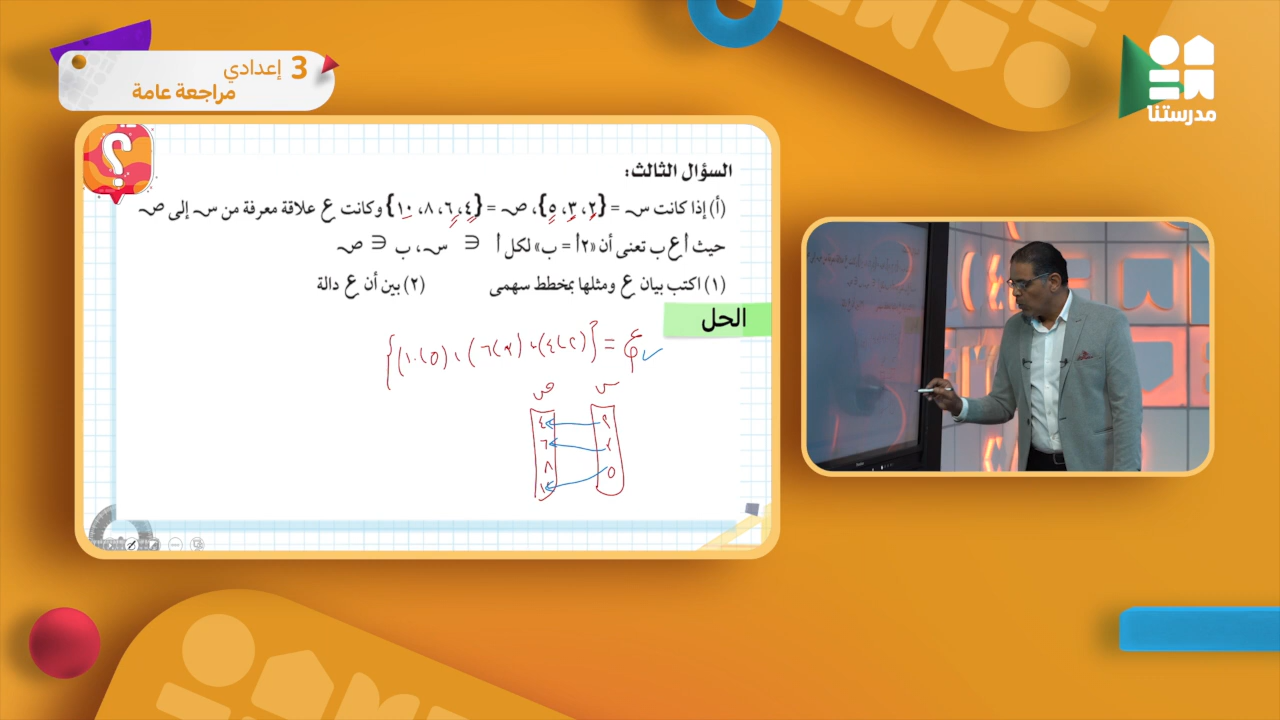 3 إعدادي
مراجعة عامة
مدرستنا
؟
السؤال الثالث:
(أ) إذا كانت س = {٢، ٣، ٥}، ص = {٤، ٦، ٨، ١٠} وكانت ع علاقة معرفة من س إلى ص
حيث أ ع ب تعنى أن «٢أ = ب» لكل أ ∈ س، ب ∈ ص
(١) اكتب بيان ع ومثلها بمخطط سهمى (٢) بين أن ع دالة
الحل
ع = {(٢، ٤)، (٣، ٦)، (٥، ١٠)}
س ص
٢ ٤
٣ ٦
٥ ٨
١٠